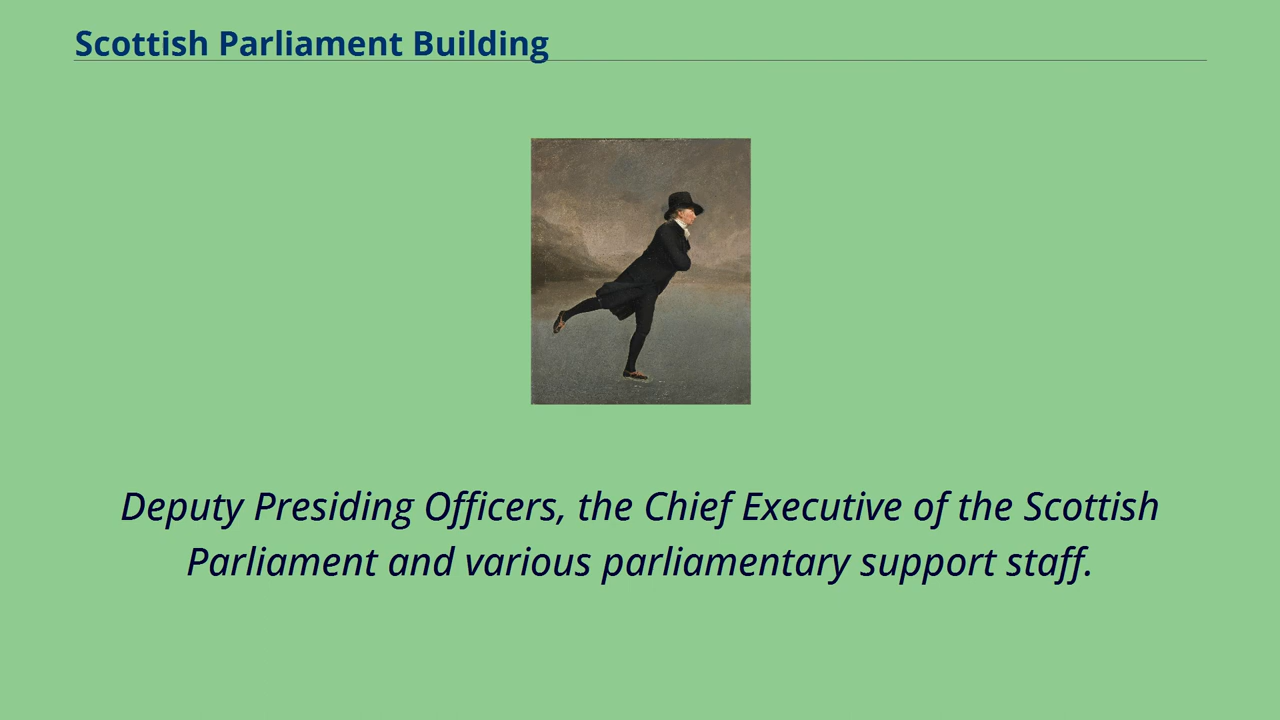 Scottish Parliament Building
Deputy Presiding Officers, the Chief Executive of the Scottish
Parliament and various parliamentary support staff.